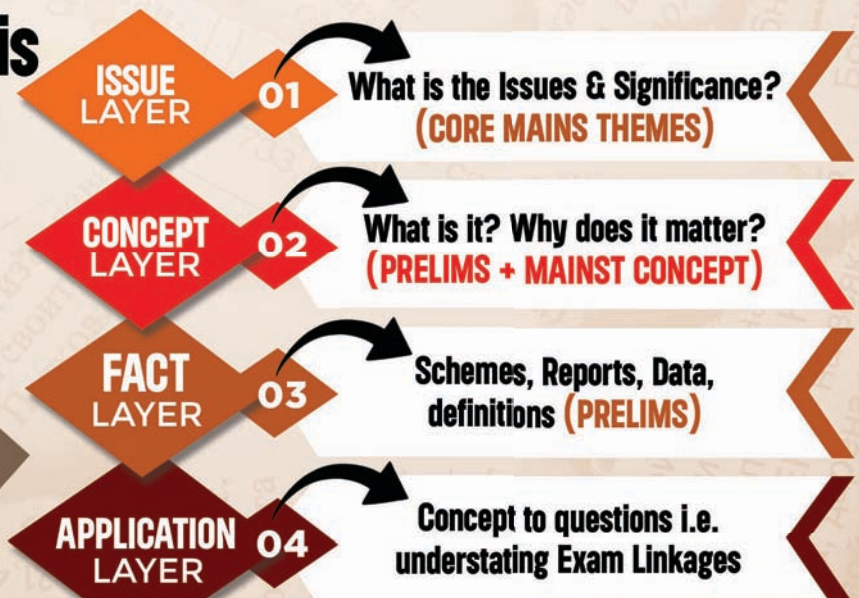 is
ISSUE
LAYER
01
What is the Issues & Significance?
(CORE MAINS THEMES)
CONCEPT
LAYER
02
What is it? Why does it matter?
(PRELIMS + MAINST CONCEPT)
FACT
LAYER
03
Schemes, Reports, Data,
definitions (PRELIMS)
APPLICATION
LAYER
04
Concept to questions i.e.
understating Exam Linkages